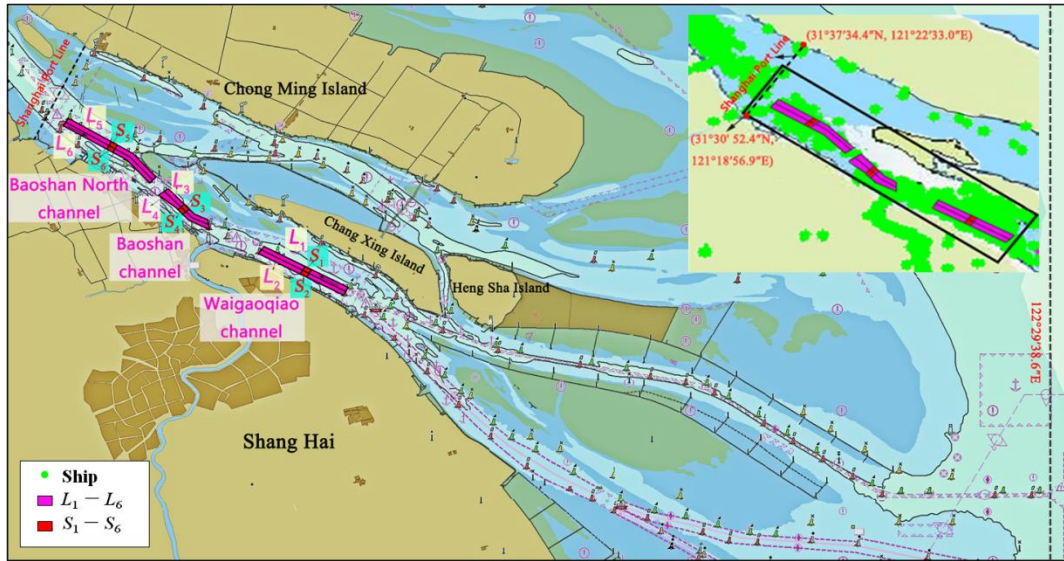 Shanghai Port Line
Chong Ming Island
L₅
S₅
L₆
S₆
Baoshan North
channel
L₃
S₃
L₄
S₄
Baoshan
channel
L₁
S₁
L₂
S₂
Chang Xing Island
Heng Sha Island
Waigaoqiao
channel
Shang Hai
122°29'38.6"E
(31°37'34.4"N, 121°22'33.0"E)
Shanghai Port Line
(31°30' 52.4"N,
121°18'56.9"E)
Ship
L₁ − L₆
S₁ − S₆